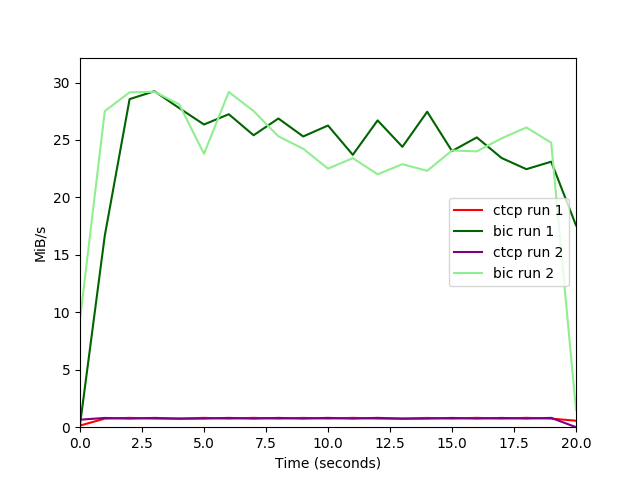 30
25
20
15
10
5
0
MiB/s
ctcp run 1
bic run 1
ctcp run 2
bic run 2
0.0 2.5 5.0 7.5 10.0 12.5 15.0 17.5 20.0
Time (seconds)